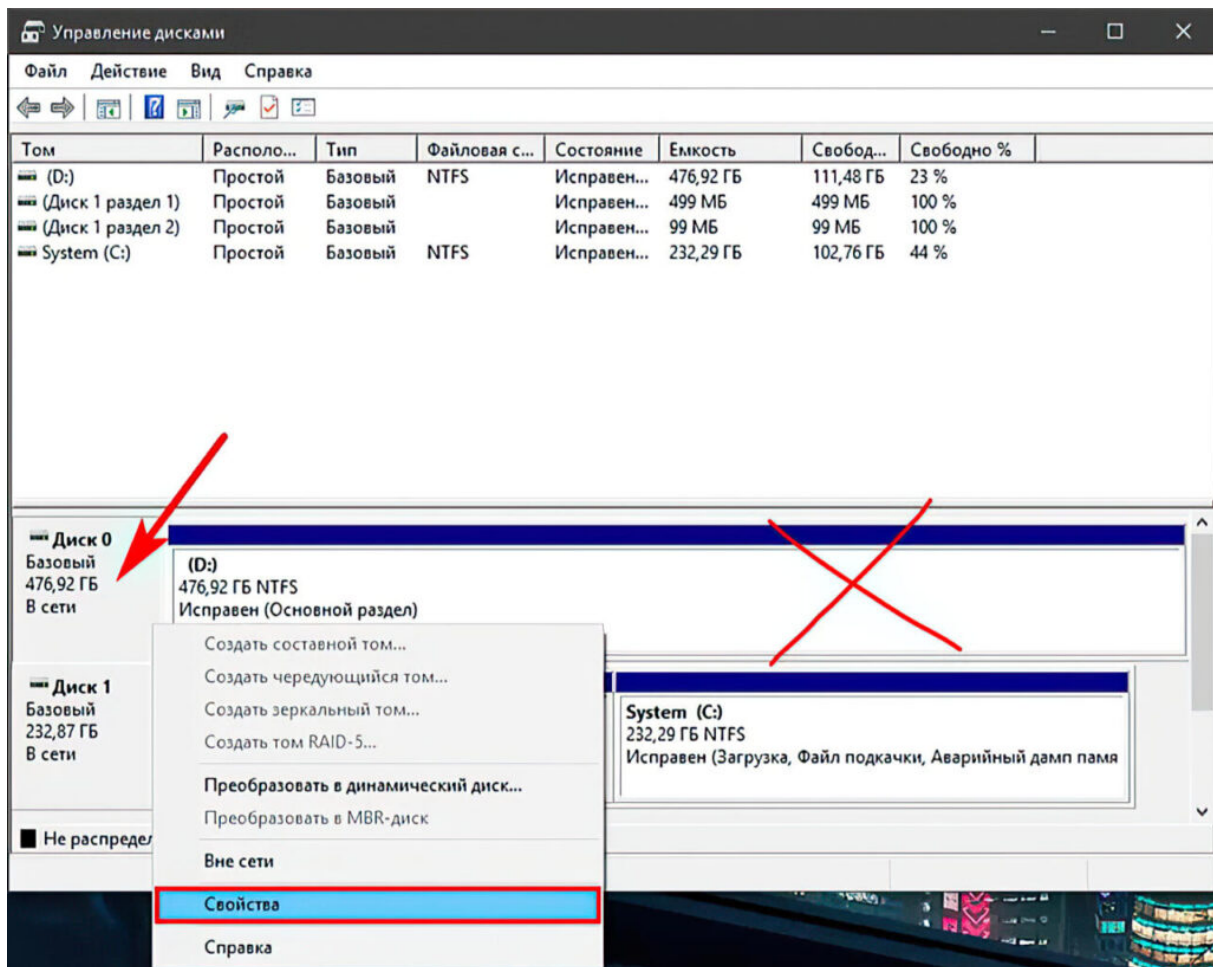 Управление дисками
Файл Действие Вид Справка
Том Располо... Тип Файловая с... Состояние Емкость Свобод... Свободно %
(D:) Простой Базовый NTFS Исправен... 476,92 ГБ 111,48 ГБ 23 %
(Диск 1 раздел 1) Простой Базовый Исправен... 499 МБ 499 МБ 100 %
(Диск 1 раздел 2) Простой Базовый Исправен... 99 МБ 99 МБ 100 %
System (C:) Простой Базовый NTFS Исправен... 232,29 ГБ 102,76 ГБ 44 %
Диск 0
Базовый
476,92 ГБ
В сети
(D:)
476,92 ГБ NTFS
Исправен (Основной раздел)
Диск 1
Базовый
232,87 ГБ
В сети
System (C:)
232,29 ГБ NTFS
Исправен (Загрузка, Файл подкачки, Аварийный дамп памя
Не распредел
Создать составной том...
Создать чередующийся том...
Создать зеркальный том...
Создать том RAID-5...
Преобразовать в динамический диск...
Преобразовать в MBR-диск
Вне сети
Свойства
Справка